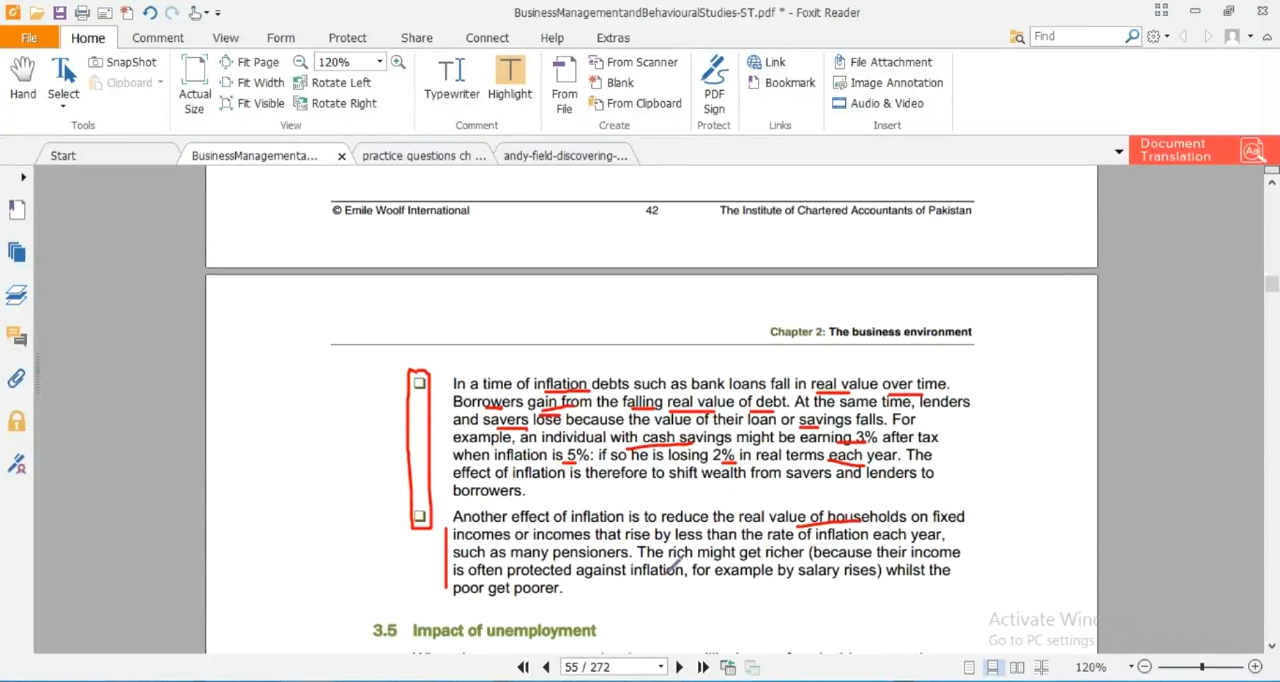 BusinessManagementandBehaviouralStudies-ST.pdf * - Foxit Reader
File Home Comment View Form Protect Share Connect Help Extras Find
Hand Select SnapShot Clipboard Actual Size Fit Page Fit Width Fit Visible 120% Rotate Left Rotate Right Typewriter Highlight From File From Scanner Blank From Clipboard PDF Sign Link Bookmark File Attachment Image Annotation Audio & Video
Tools View Comment Create Protect Links Insert
Start BusinessManagementa... practice questions ch ... andy-field-discovering-... Document Translation
© Emile Woolf International 42 The Institute of Chartered Accountants of Pakistan
Chapter 2: The business environment
In a time of inflation debts such as bank loans fall in real value over time.
Borrowers gain from the falling real value of debt. At the same time, lenders
and savers lose because the value of their loan or savings falls. For
example, an individual with cash savings might be earning 3% after tax
when inflation is 5%: if so he is losing 2% in real terms each year. The
effect of inflation is therefore to shift wealth from savers and lenders to
borrowers.
Another effect of inflation is to reduce the real value of households on fixed
incomes or incomes that rise by less than the rate of inflation each year,
such as many pensioners. The rich might get richer (because their income
is often protected against inflation, for example by salary rises) whilst the
poor get poorer.
3.5 Impact of unemployment
Activate Win
Go to PC settings
55 / 272 120%